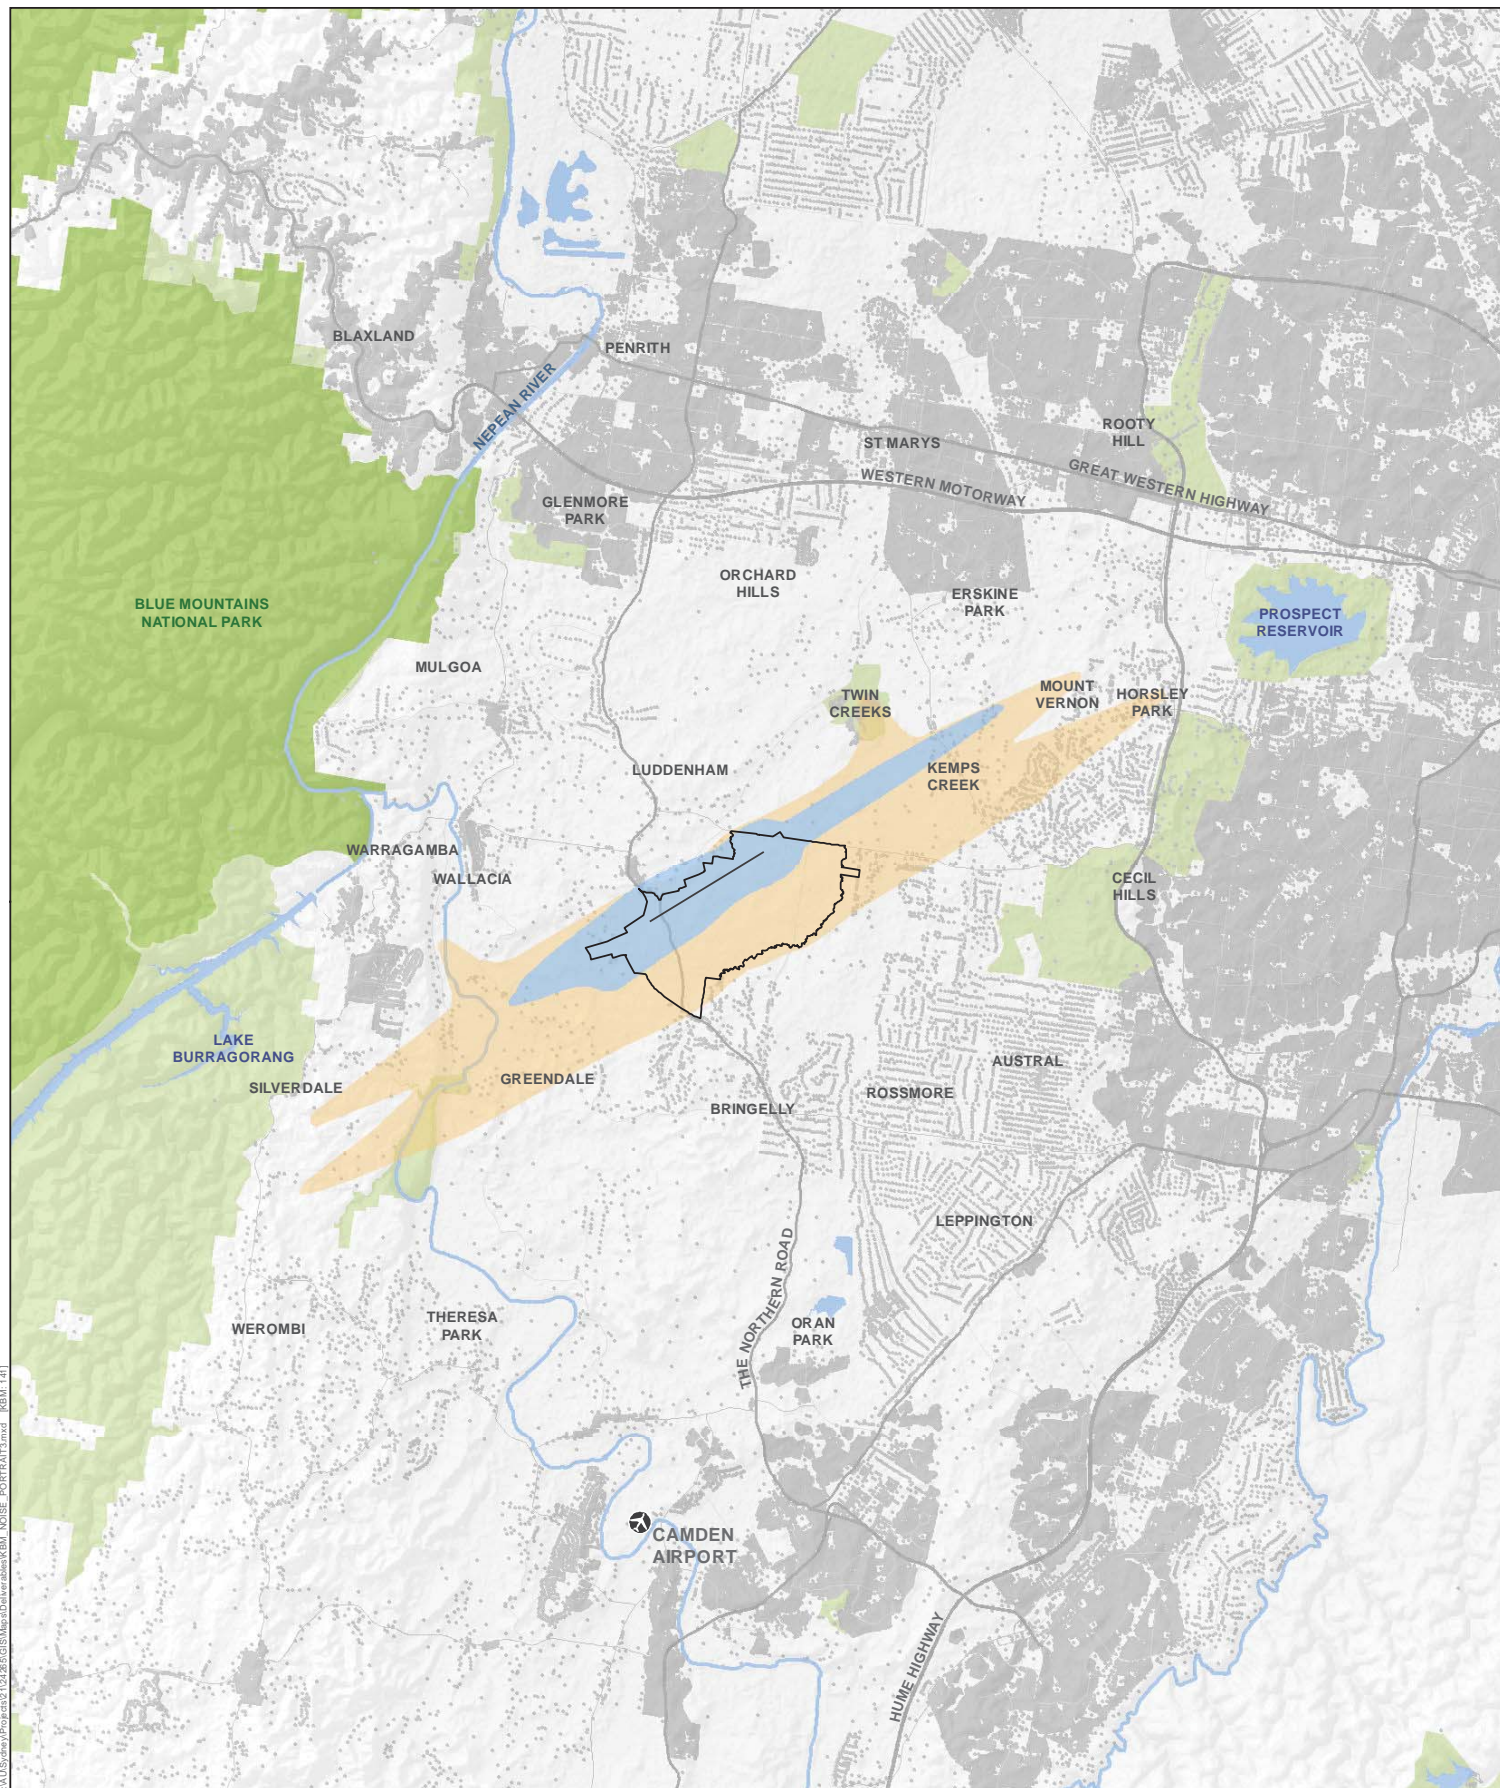 BLAXLAND
PENRITH
NEPEAN RIVER
ROOTY
HILL
ST MARYS
GREAT WESTERN HIGHWAY
WESTERN MOTORWAY
GLENMORE
PARK
ORCHARD
HILLS
ERSKINE
PARK
BLUE MOUNTAINS
NATIONAL PARK
PROSPECT
RESERVOIR
MULGOA
MOUNT
VERNON
HORSLEY
PARK
TWIN
CREEKS
LUDDENHAM
KEMPS
CREEK
WARRAGAMBA
WALLACIA
CECIL
HILLS
LAKE
BURRAGORANG
SILVERDALE
GREENDALE
AUSTRAL
ROSSMORE
BRINGELLY
LEPPINGTON
THE NORTHERN ROAD
WEROMBI
THERESA
PARK
ORAN
PARK
CAMDEN
AIRPORT
HUME HIGHWAY